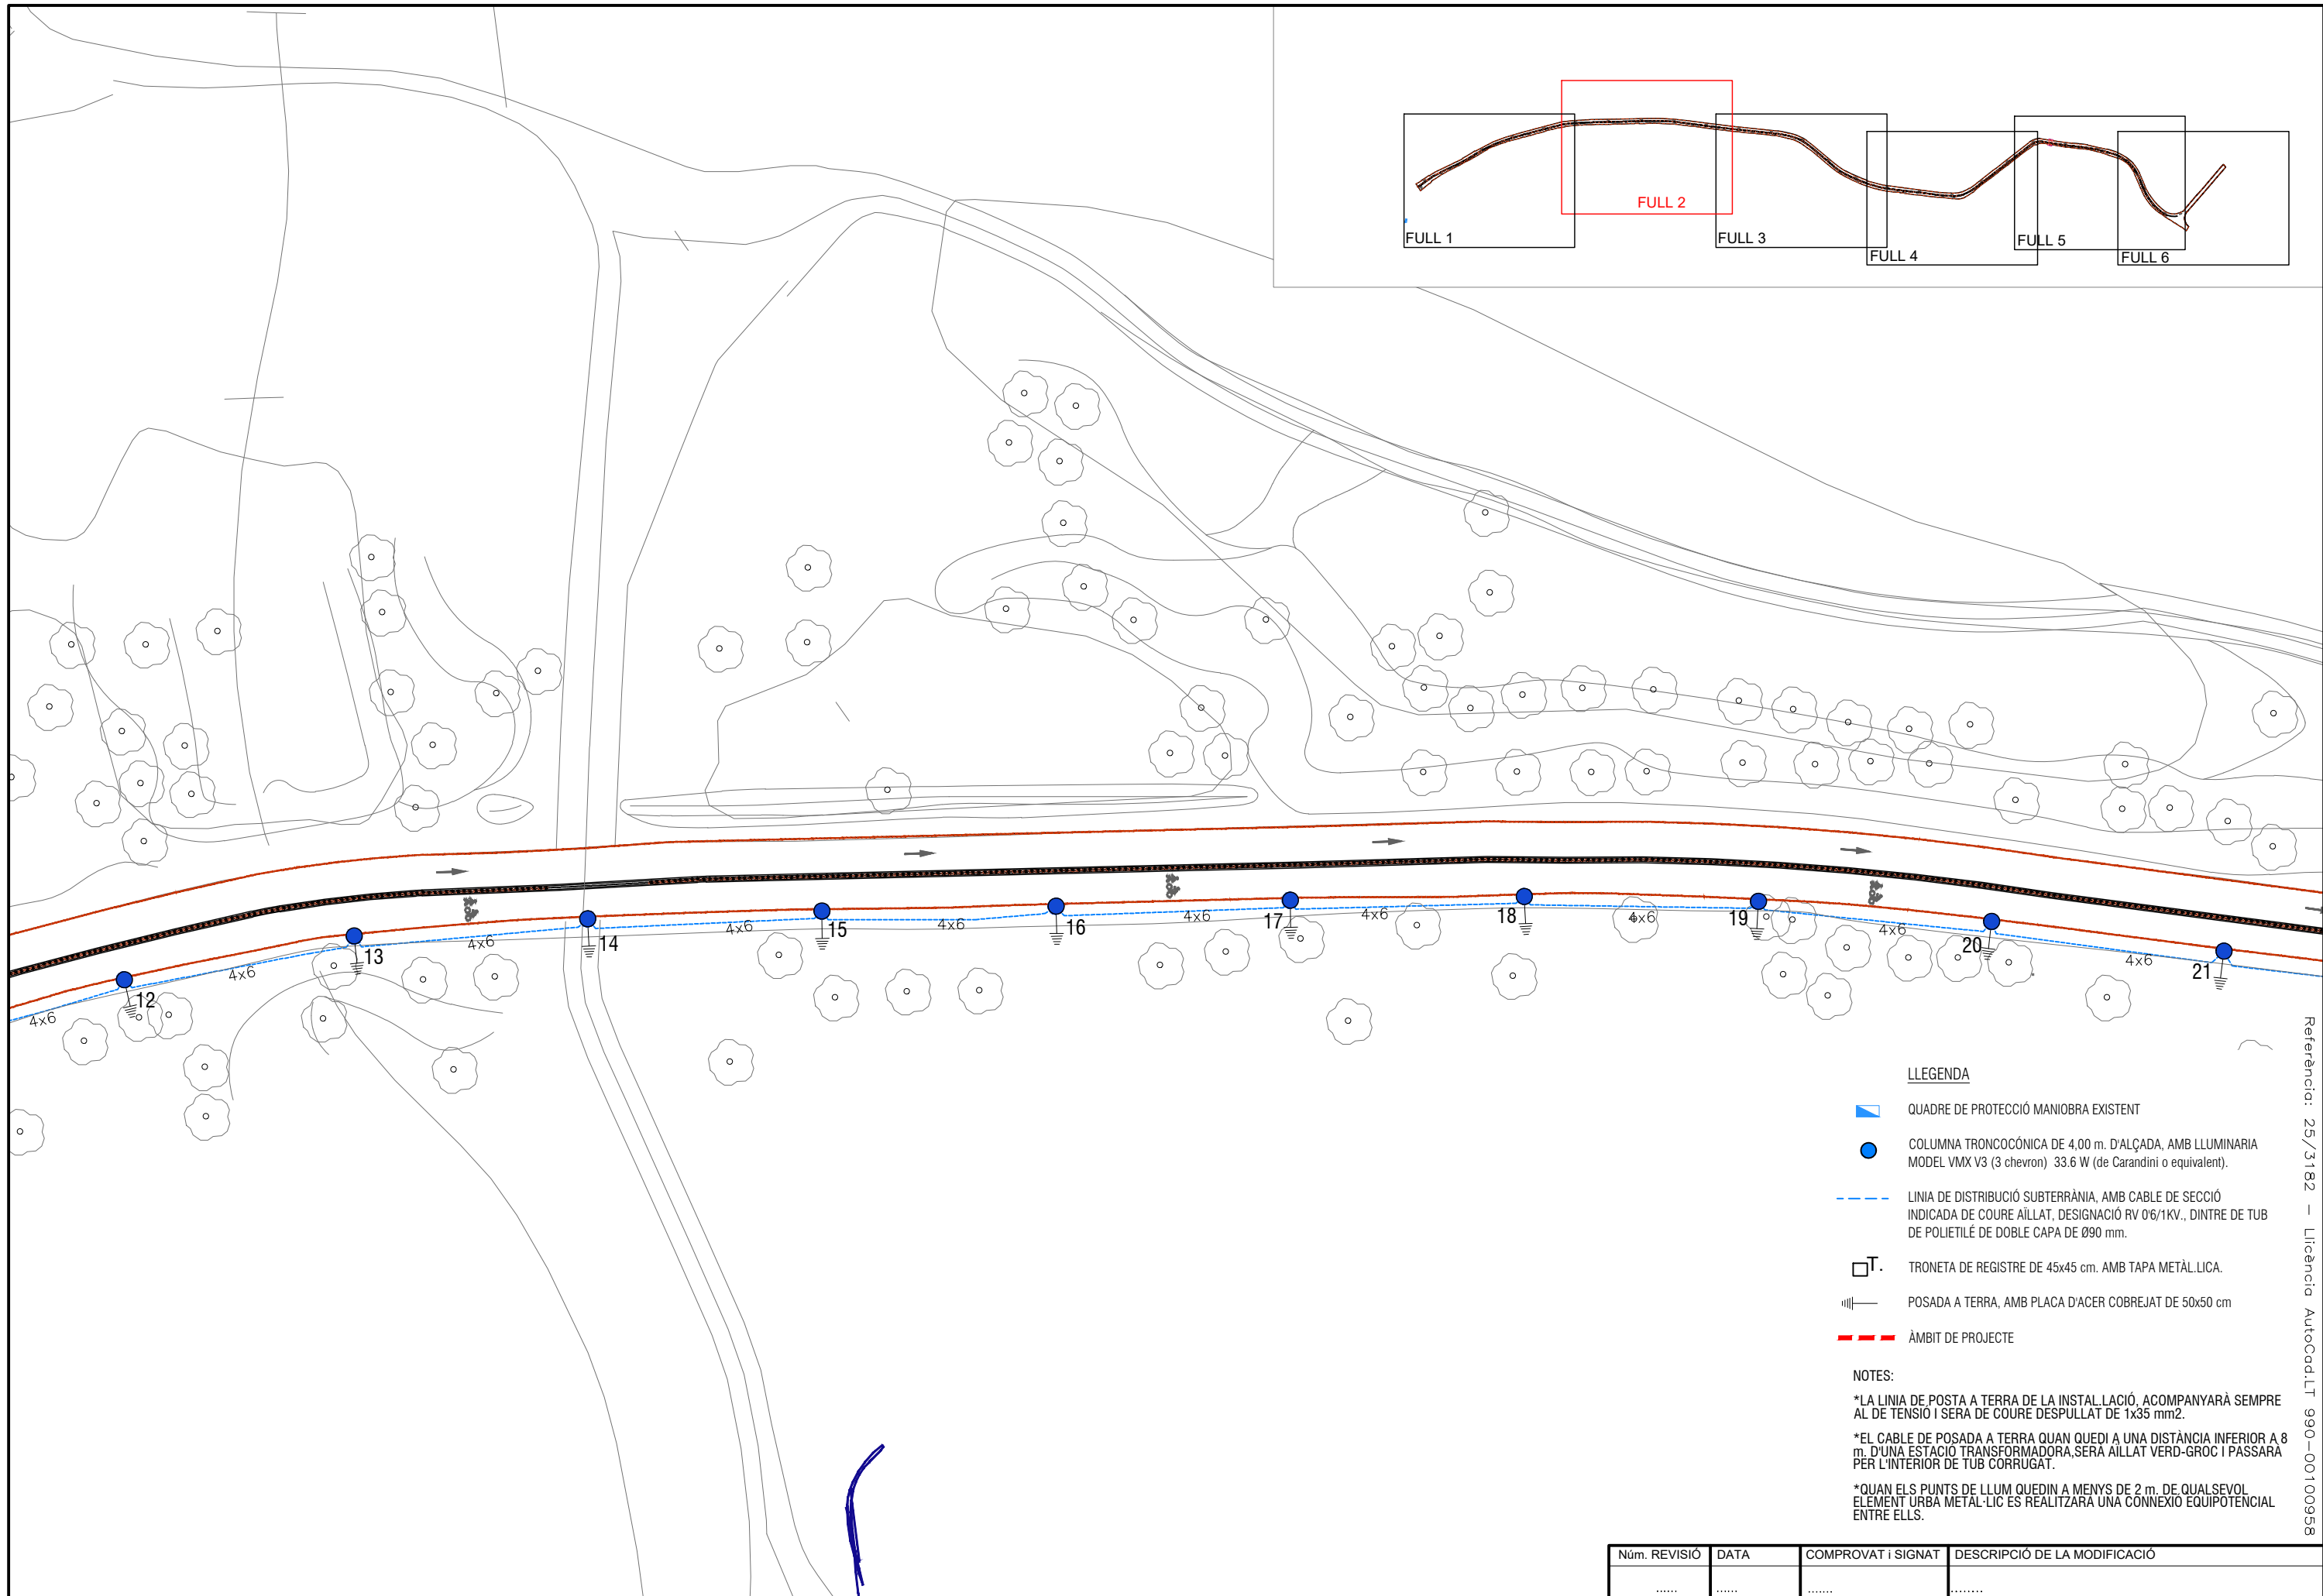 FULL 1
FULL 2
FULL 3
FULL 4
FULL 5
FULL 6
12
13
14
15
16
17
18
19
20
21
4x6
4x6
4x6
4x6
4x6
4x6
4x6
4x6
4x6
4x6
LLEGENDA
QUADRE DE PROTECCIÓ MANIOBRA EXISTENT
COLUMNA TRONCOCÓNICA DE 4,00 m. D'ALÇADA, AMB LLUMINARIA
MODEL VMX V3 (3 chevron) 33.6 W (de Carandini o equivalent).
LINIA DE DISTRIBUCIÓ SUBTERRÀNIA, AMB CABLE DE SECCIÓ
INDICADA DE COURE AÏLLAT, DESIGNACIÓ RV 0'6/1KV., DINTRE DE TUB
DE POLIETILÉ DE DOBLE CAPA DE Ø90 mm.
T.
TRONETA DE REGISTRE DE 45x45 cm. AMB TAPA METÀL.LICA.
POSADA A TERRA, AMB PLACA D'ACER COBREJAT DE 50x50 cm
ÀMBIT DE PROJECTE
NOTES:
*LA LINIA DE POSTA A TERRA DE LA INSTAL.LACIÓ, ACOMPANYARÀ SEMPRE
AL DE TENSIÓ I SERA DE COURE DESPULLAT DE 1x35 mm2.
*EL CABLE DE POSADA A TERRA QUAN QUEDI A UNA DISTÀNCIA INFERIOR A 8
m. D'UNA ESTACIÓ TRANSFORMADORA,SERÀ AÏLLAT VERD-GROC I PASSARÀ
PER L'INTERIOR DE TUB CORRUGAT.
*QUAN ELS PUNTS DE LLUM QUEDIN A MENYS DE 2 m. DE QUALSEVOL
ELEMENT URBÀ METÀL·LIC ES REALITZARÀ UNA CONNEXIÓ EQUIPOTENCIAL
ENTRE ELLS.
Referència: 25/3182 - Llicència AutoCad.LT 990-00100958
Núm. REVISIÓ DATA COMPROVAT i SIGNAT DESCRIPCIÓ DE LA MODIFICACIÓ
...... ...... ....... ........